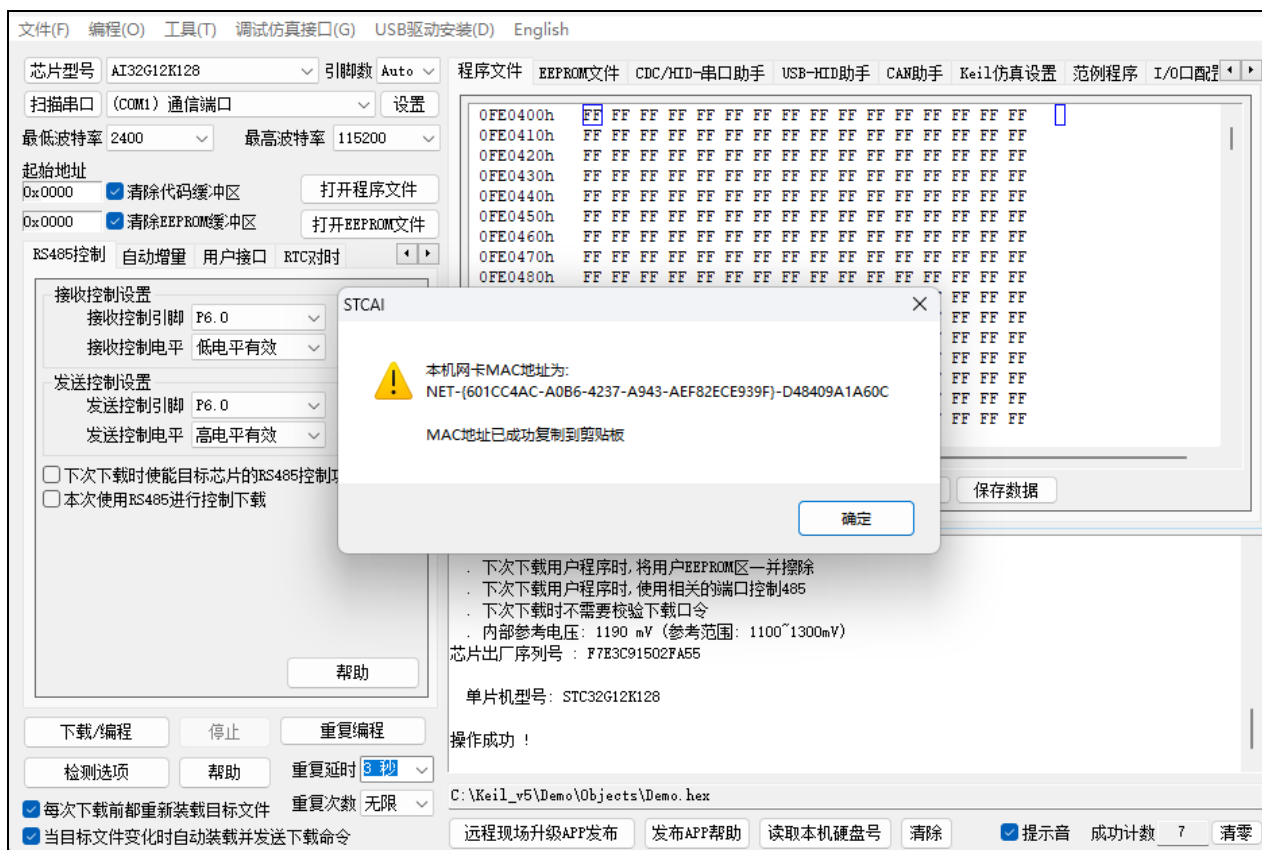 文件(F) 编程(O) 工具(T) 调试仿真接口(G) USB驱动安装(D) English
芯片型号 AI32G12K128 引脚数 Auto
扫描串口 (COM1) 通信端口 设置
最低波特率 2400 最高波特率 115200
起始地址
0x0000 清除代码缓冲区 打开程序文件
0x0000 清除EEPROM缓冲区 打开EEPROM文件
RS485控制 自动增量 用户接口 RTC对时
接收控制设置
接收控制引脚 P6.0
接收控制电平 低电平有效
发送控制设置
发送控制引脚 P6.0
发送控制电平 高电平有效
下次下载时使能目标芯片的RS485控制
本次使用RS485进行控制下载
帮助
下载/编程 停止 重复编程
检测选项 帮助 重复延时 3 秒
每次下载前都重新装载目标文件 重复次数 无限
当目标文件变化时自动装载并发送下载命令
程序文件 EEPROM文件 CDC/HID-串口助手 USB-HID助手 CAN助手 Keil仿真设置 范例程序 I/O口配
0FE0400h FF FF FF FF FF FF FF FF FF FF FF FF FF FF FF FF
0FE0410h FF FF FF FF FF FF FF FF FF FF FF FF FF FF FF FF
0FE0420h FF FF FF FF FF FF FF FF FF FF FF FF FF FF FF FF
0FE0430h FF FF FF FF FF FF FF FF FF FF FF FF FF FF FF FF
0FE0440h FF FF FF FF FF FF FF FF FF FF FF FF FF FF FF FF
0FE0450h FF FF FF FF FF FF FF FF FF FF FF FF FF FF FF FF
0FE0460h FF FF FF FF FF FF FF FF FF FF FF FF FF FF FF FF
0FE0470h FF FF FF FF FF FF FF FF FF FF FF FF FF FF FF FF
0FE0480h FF FF FF FF FF FF FF FF FF FF FF FF FF FF FF FF
FF FF FF
FF FF FF
FF FF FF
FF FF FF
FF FF FF
FF FF FF
FF FF FF
保存数据
STCAI
本机网卡MAC地址为:
NET-{601CC4AC-A0B6-4237-A943-AEF82ECE939F}-D48409A1A60C
MAC地址已成功复制到剪贴板
确定
. 下次下载用户程序时,将用户EEPROM区一并擦除
. 下次下载用户程序时,使用相关的端口控制485
. 下次下载时不需要校验下载口令
. 内部参考电压: 1190 mV (参考范围: 1100~1300mV)
芯片出厂序列号 : F7E3C91502FA55
单片机型号: STC32G12K128
操作成功 !
C:\Keil_v5\Demo\Objects\Demo.hex
远程现场升级APP发布 发布APP帮助 读取本机硬盘号 清除 提示音 成功计数 7 清零